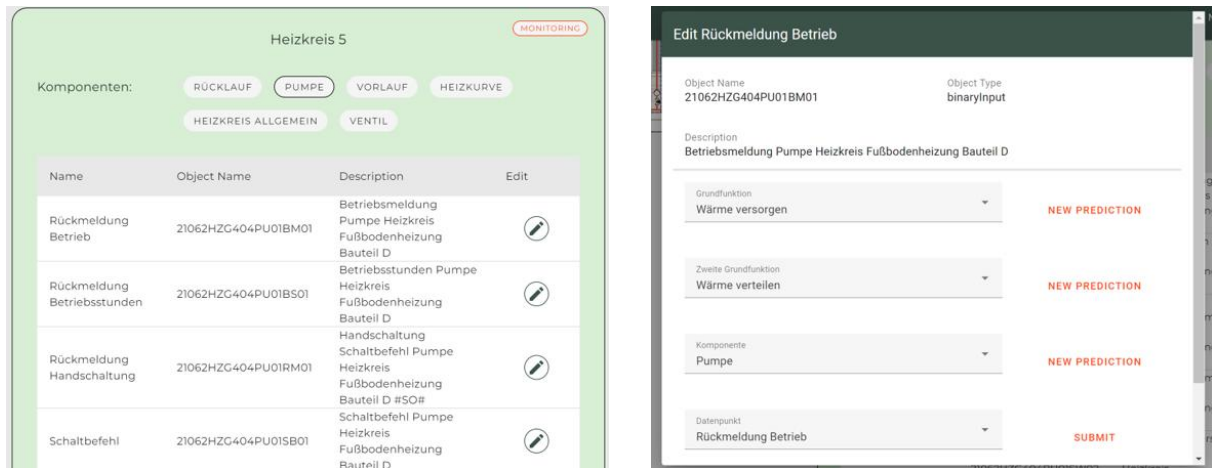 Heizkreis 5
MONITORING
Komponenten:
RÜCKLAUF
PUMPE
VORLAUF
HEIZKURVE
HEIZKREIS ALLGEMEIN
VENTIL
Name Object Name Description Edit
Rückmeldung
Betrieb
21062HZG404PU01BM01
Betriebsmeldung
Pumpe Heizkreis
Fußbodenheizung
Bauteil D
Rückmeldung
Betriebsstunden
21062HZG404PU01BS01
Betriebsstunden Pumpe
Heizkreis
Fußbodenheizung
Bauteil D
Rückmeldung
Handschaltung
21062HZG404PU01RM01
Handschaltung
Schaltbefehl Pumpe
Heizkreis
Fußbodenheizung
Bauteil D #SO#
Schaltbefehl
21062HZG404PU01SB01
Schaltbefehl Pumpe
Heizkreis
Fußbodenheizung
Bauteil D
Edit Rückmeldung Betrieb
Object Name
21062HZG404PU01BM01
Object Type
binaryInput
Description
Betriebsmeldung Pumpe Heizkreis Fußbodenheizung Bauteil D
Grundfunktion
Wärme versorgen
NEW PREDICTION
Zweite Grundfunktion
Wärme verteilen
NEW PREDICTION
Komponente
Pumpe
NEW PREDICTION
Datenpunkt
Rückmeldung Betrieb
SUBMIT